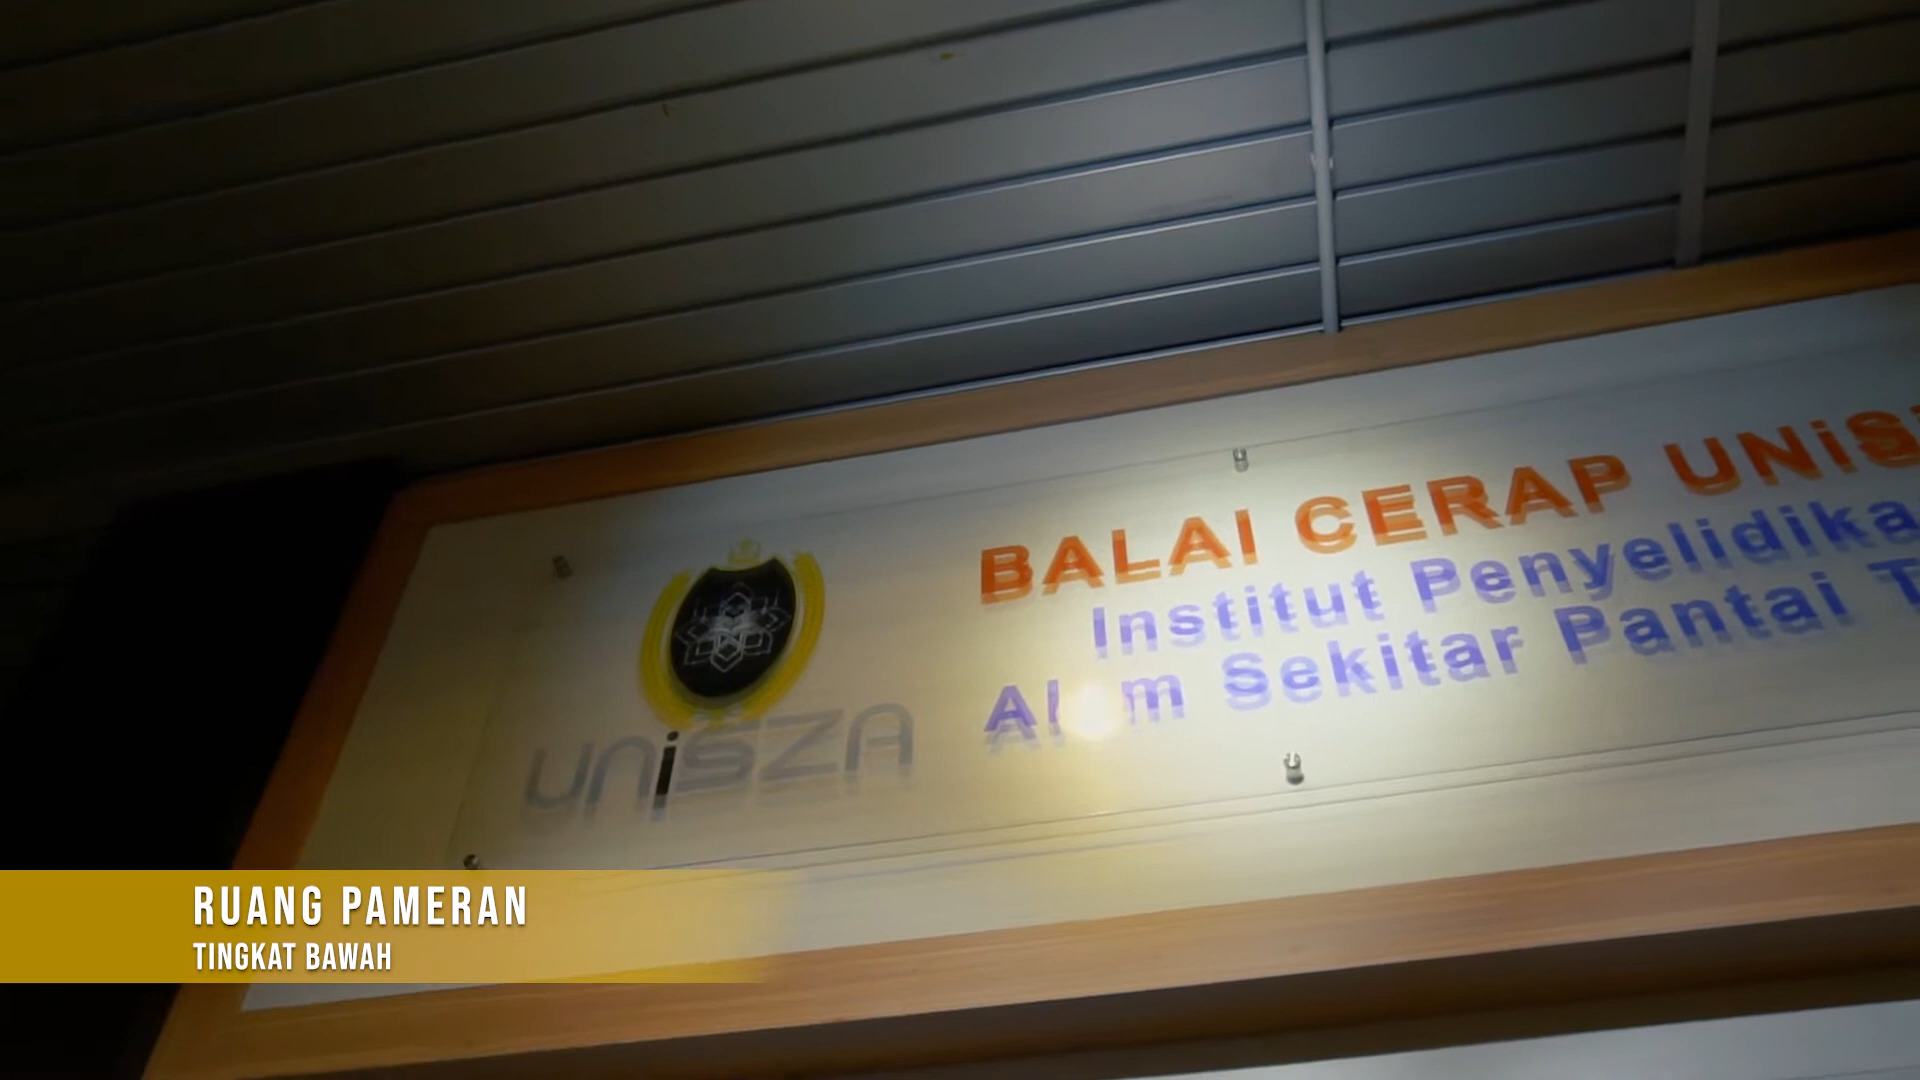 BALAI CERAP UNiS
Institut Penyelidika
Al m Sekitar Pantai T
UNiSZA
RUANG PAMERAN
TINGKAT BAWAH